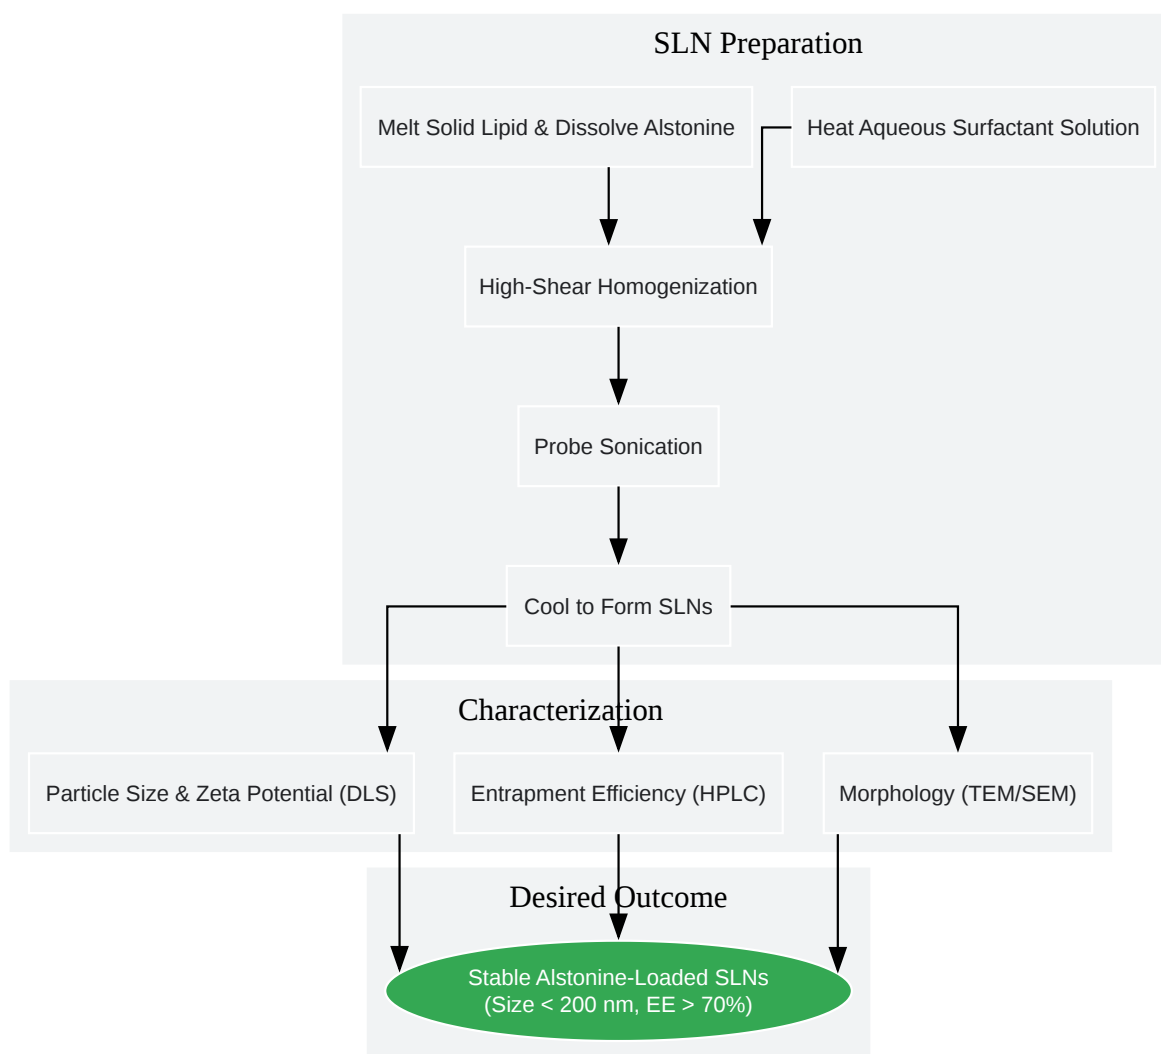 SLN Preparation
Melt Solid Lipid & Dissolve Alstonine
Heat Aqueous Surfactant Solution
High-Shear Homogenization
Probe Sonication
Cool to Form SLNs
Characterization
Particle Size & Zeta Potential (DLS)
Entrapment Efficiency (HPLC)
Morphology (TEM/SEM)
Desired Outcome
Stable Alstonine-Loaded SLNs
(Size < 200 nm, EE > 70%)